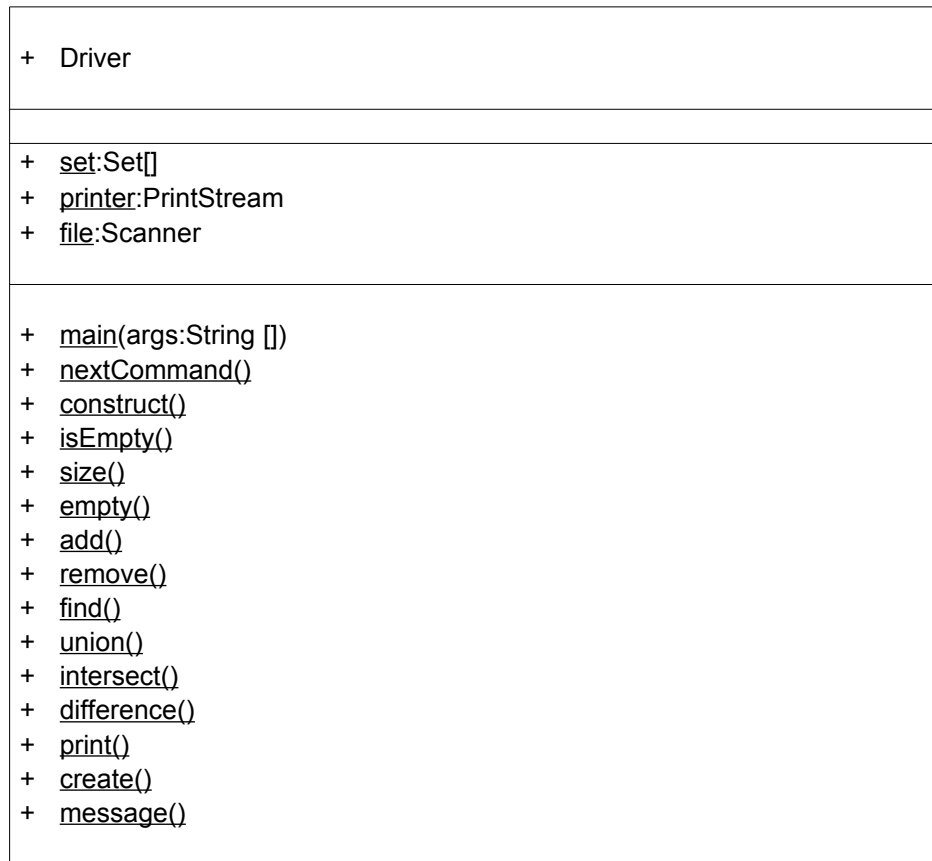 + Driver
+ set:Set[]
+ printer:PrintStream
+ file:Scanner
+ main(args:String [])
+ nextCommand()
+ construct()
+ isEmpty()
+ size()
+ empty()
+ add()
+ remove()
+ find()
+ union()
+ intersect()
+ difference()
+ print()
+ create()
+ message()